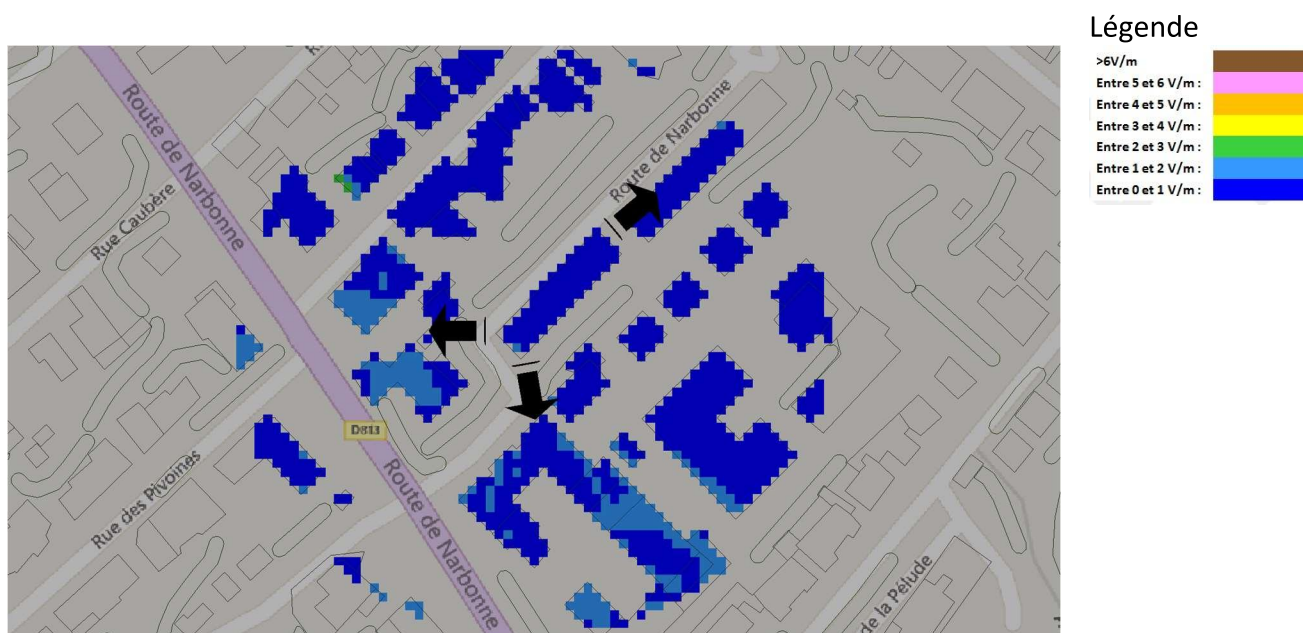 Légende
>6V/m
Entre 5 et 6 V/m :
Entre 4 et 5 V/m :
Entre 3 et 4 V/m :
Entre 2 et 3 V/m :
Entre 1 et 2 V/m :
Entre 0 et 1 V/m :
Route de Narbonne
Route de Narbonne
Rue Caubère
D813
Route de Narbonne
Rue des Pivoines
de la Pélude